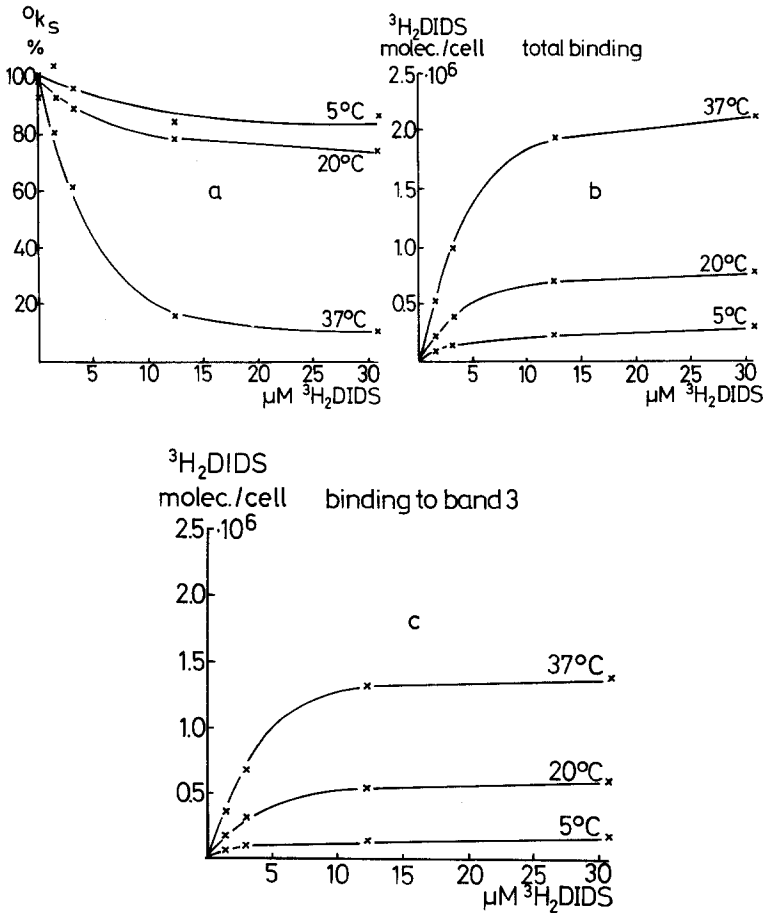 °kS
%
100
80
60
40
20
5°C
20°C
a
37°C
5 10 15 20 25 30
µM ³H₂DIDS
³H₂DIDS
molec./cell total binding
2.5·10⁶
2.0
1.5
1.0
0.5
37°C
b
20°C
5°C
5 10 15 20 25 30
µM ³H₂DIDS
³H₂DIDS
molec./cell binding to band 3
2.5·10⁶
2.0
1.5
1.0
0.5
c
37°C
20°C
5°C
5 10 15 20 25 30
µM ³H₂DIDS